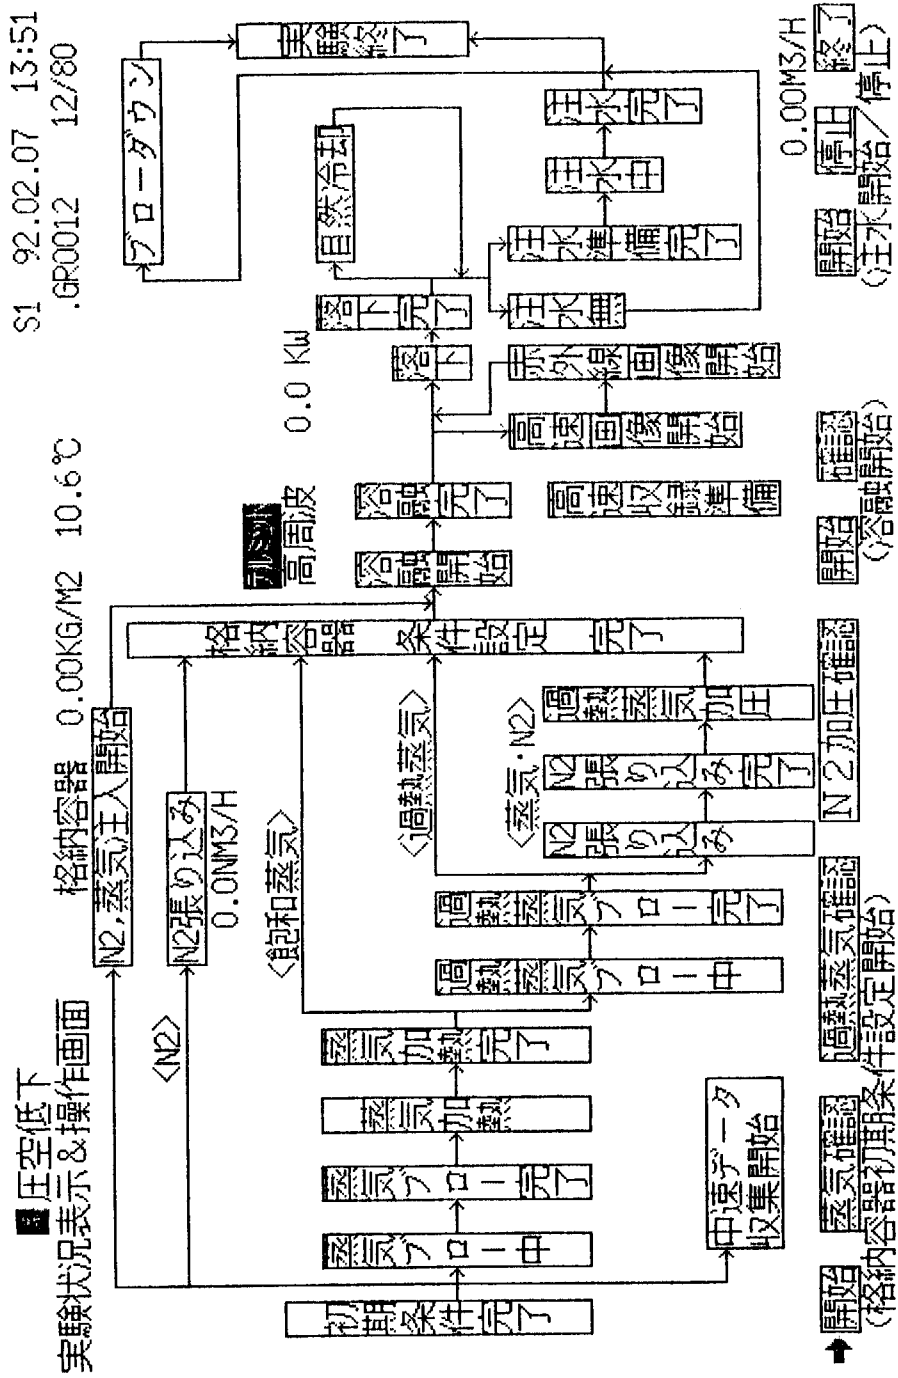 S1 92.02.07 13:51
圧空低下
実験状況表示&操作画面
.GR0012 12/80
格納容器 0.00KG/M2 10.6℃
N2,蒸気注入開始
ブローダウン
<N2>
N2張り込み
0.0NM3/H
高周波
0.0 KW
実験終了
<飽和蒸気>
格納容器 条件設定 完了
自然冷却
初期条件完了
蒸気ブロー中
蒸気ブロー完了
蒸気加熱
蒸気加熱完了
溶融開始
溶融完了
落下
落下完了
<過熱蒸気>
過熱蒸気ブロー中
過熱蒸気ブロー完了
<蒸気・N2>
N2張り込み
N2張り込み完了
過熱蒸気加圧
高速収録準備
高速画像開始
赤外線画像開始
注水無
注水準備完了
注水中
注水完了
中速データ
収集開始
0.00M3/H
開始 蒸気確認 過熱蒸気確認 N2加圧確認 開始 確認 開始 停止 終了
(格納容器初期条件設定開始) (溶融開始) (注水開始/停止)